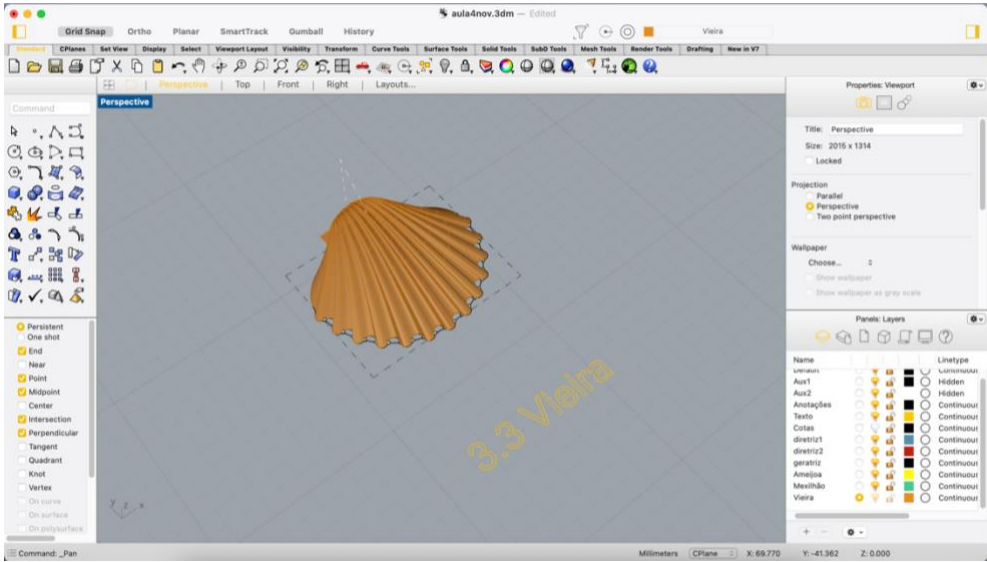 aula4nov.3dm — Edited
Grid Snap Ortho Planar SmartTrack Gumball History Vieira
Standard CPlanes Set View Display Select Viewport Layout Visibility Transform Curve Tools Surface Tools Solid Tools SubD Tools Mesh Tools Render Tools Drafting New in V7
Perspective | Top | Front | Right | Layouts...
Command
Perspective
3.3 Vieira
y z x
Persistent
One shot
End
Near
Point
Midpoint
Center
Intersection
Perpendicular
Tangent
Quadrant
Knot
Vertex
On curve
On surface
On polysurface
Properties: Viewport
Title: Perspective
Size: 2015 x 1314
Locked
Projection
Parallel
Perspective
Two point perspective
Wallpaper
Choose...
Show wallpaper
Show wallpaper as gray scale
Panels: Layers
Name Linetype
Default Continuous
Aux1 Hidden
Aux2 Hidden
Anotações Continuous
Texto Continuous
Cotas Continuous
diretriz1 Continuous
diretriz2 Continuous
geratriz Continuous
Ameijoa Continuous
Mexilhão Continuous
Vieira Continuous
Command: _Pan
Millimeters CPlane X: 69.770 Y: -41.362 Z: 0.000